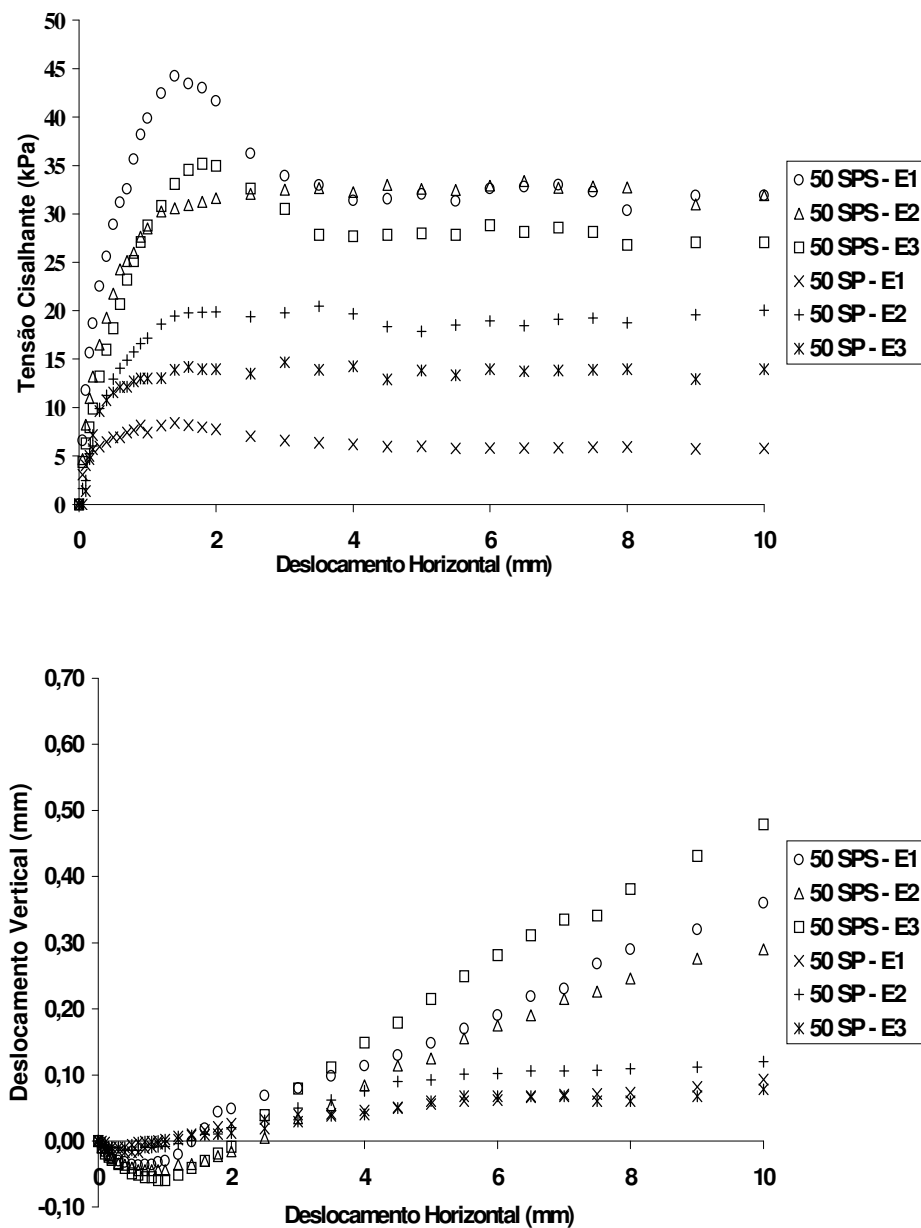 50
45
40
35
30
25
20
15
10
5
0
Tensão Cisalhante (kPa)
0 2 4 6 8 10
Deslocamento Horizontal (mm)
50 SPS - E1
50 SPS - E2
50 SPS - E3
50 SP - E1
50 SP - E2
50 SP - E3
0,70
0,60
0,50
0,40
0,30
0,20
0,10
0,00
-0,10
Deslocamento Vertical (mm)
0 2 4 6 8 10
Deslocamento Horizontal (mm)
50 SPS - E1
50 SPS - E2
50 SPS - E3
50 SP - E1
50 SP - E2
50 SP - E3